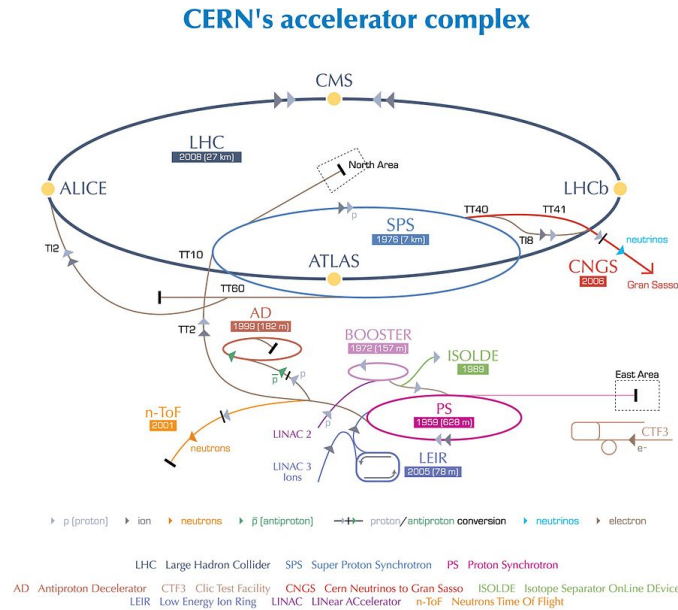 CERN's accelerator complex
CMS
LHC
2008 (27 km)
North Area
ALICE
LHCb
TT40
TT41
SPS
1976 (7 km)
TI8
neutrinos
TI2
TT10
ATLAS
CNGS
2006
Gran Sasso
TT60
AD
1999 (182 m)
TT2
BOOSTER
1972 (157 m)
ISOLDE
1989
East Area
p
p̅
p
n-ToF
2001
PS
1959 (628 m)
LINAC 2
p
neutrons
CTF3
e-
LEIR
2005 (78 m)
LINAC 3
Ions
p (proton) ion neutrons p̅ (antiproton) proton/antiproton conversion neutrinos electron
LHC Large Hadron Collider SPS Super Proton Synchrotron PS Proton Synchrotron
AD Antiproton Decelerator CTF3 Clic Test Facility CNGS Cern Neutrinos to Gran Sasso ISOLDE Isotope Separator OnLine DEvice
LEIR Low Energy Ion Ring LINAC LINear ACcelerator n-ToF Neutrons Time Of Flight